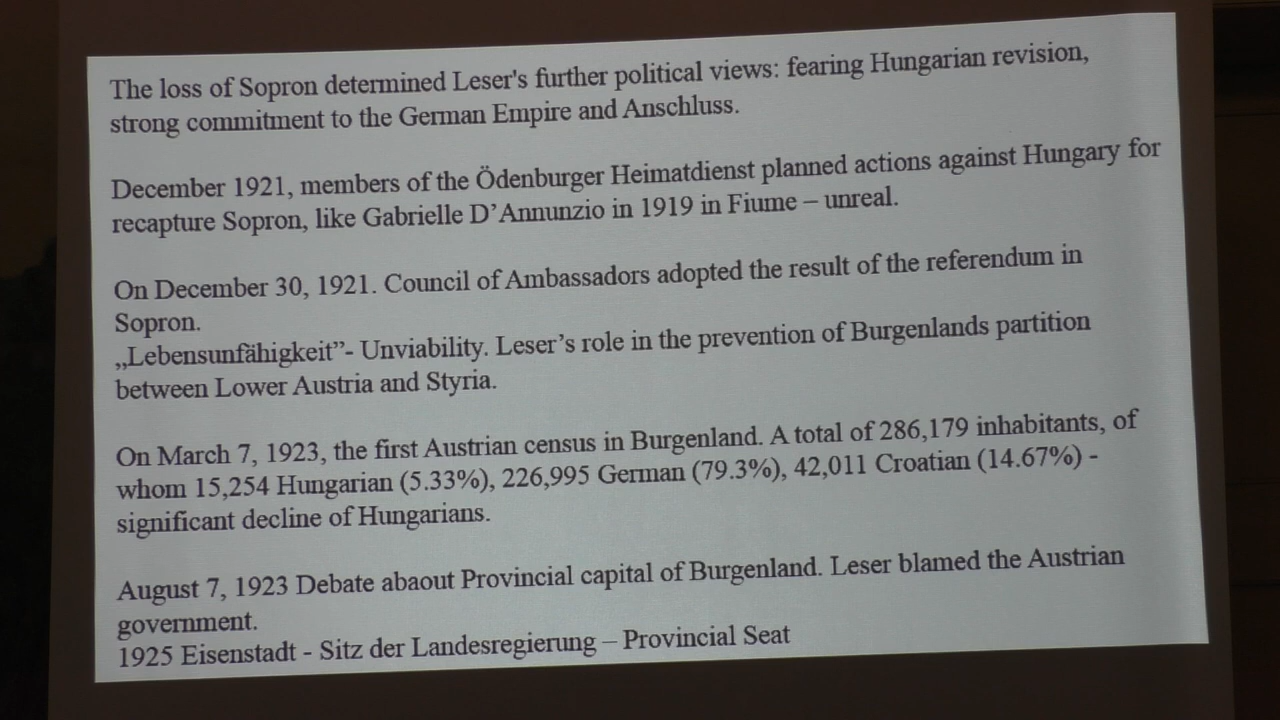 The loss of Sopron determined Leser's further political views: fearing Hungarian revision,
strong commitment to the German Empire and Anschluss.
December 1921, members of the Ödenburger Heimatdienst planned actions against Hungary for
recapture Sopron, like Gabrielle D’Annunzio in 1919 in Fiume – unreal.
On December 30, 1921. Council of Ambassadors adopted the result of the referendum in
Sopron.
„Lebensunfähigkeit”- Unviability. Leser’s role in the prevention of Burgenlands partition
between Lower Austria and Styria.
On March 7, 1923, the first Austrian census in Burgenland. A total of 286,179 inhabitants, of
whom 15,254 Hungarian (5.33%), 226,995 German (79.3%), 42,011 Croatian (14.67%) -
significant decline of Hungarians.
August 7, 1923 Debate abaout Provincial capital of Burgenland. Leser blamed the Austrian
government.
1925 Eisenstadt - Sitz der Landesregierung – Provincial Seat